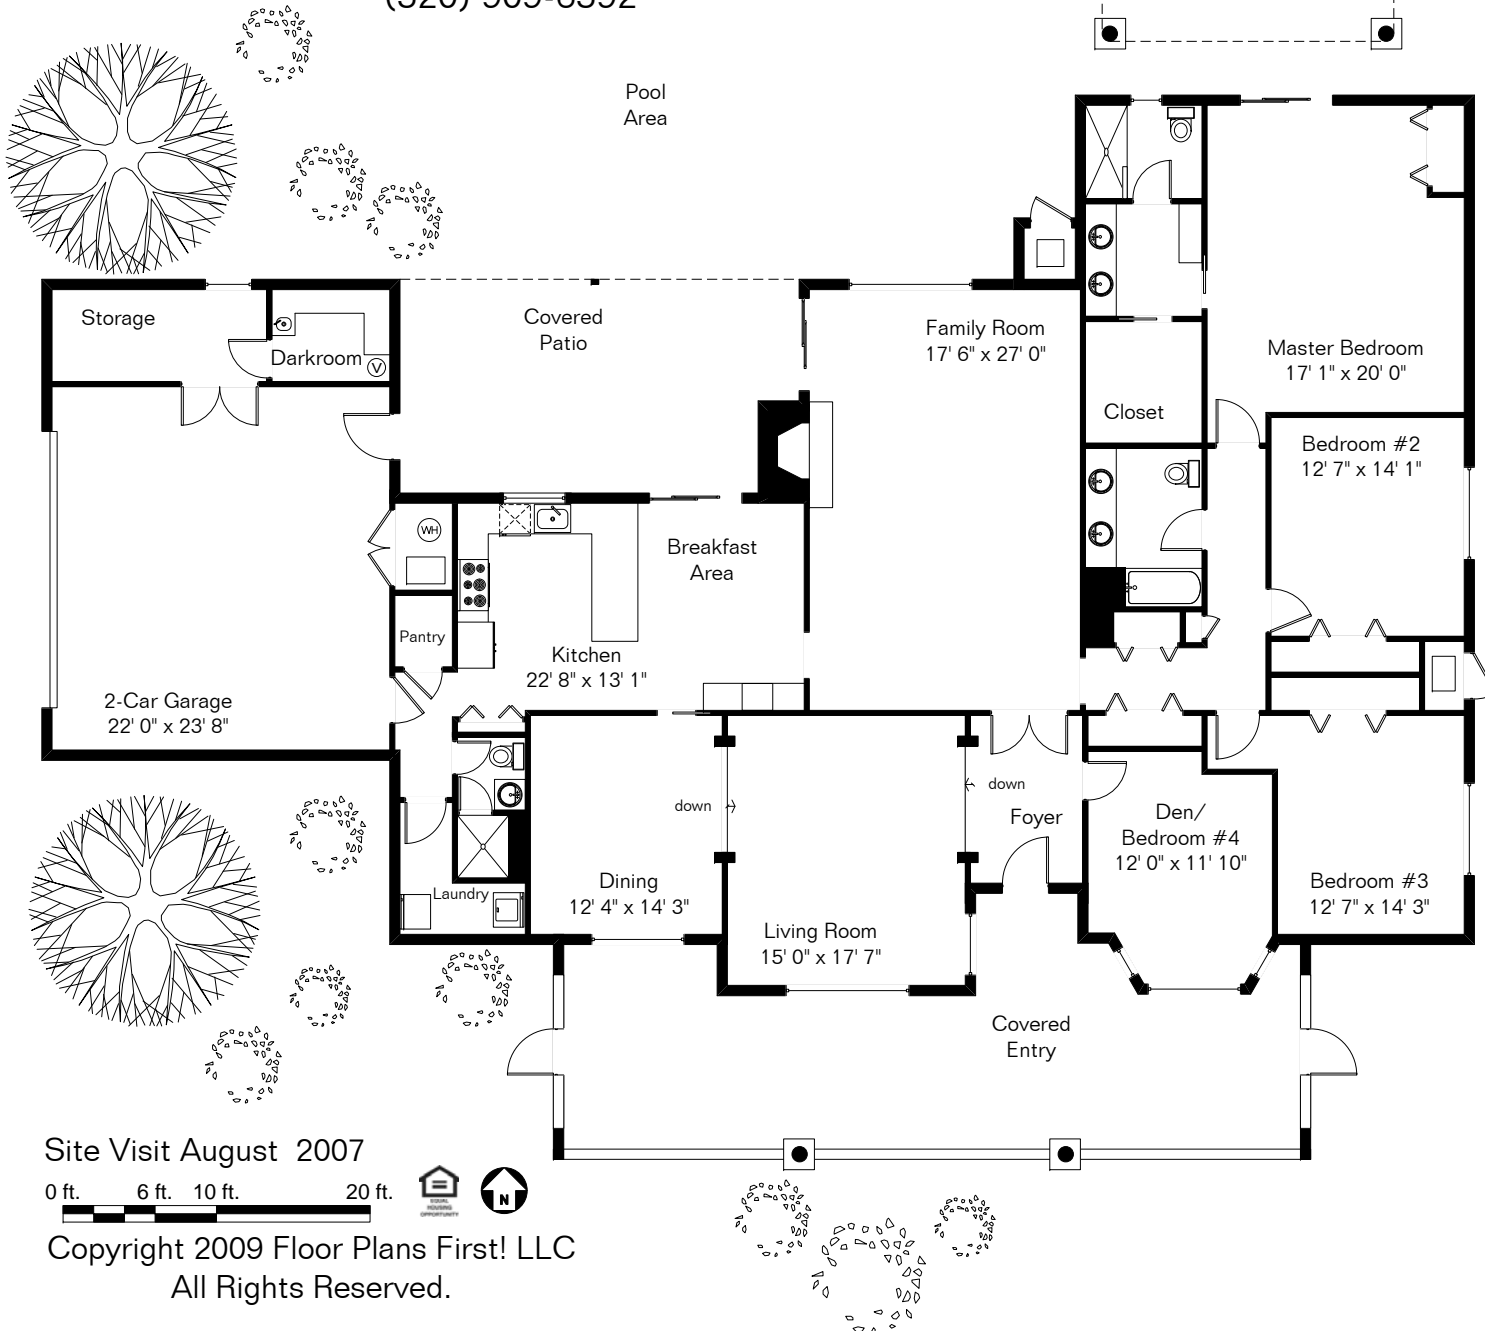 Pool
Area
Storage
Darkroom
V
Covered
Patio
Family Room
17' 6" x 27' 0"
Master Bedroom
17' 1" x 20' 0"
Closet
Bedroom #2
12' 7" x 14' 1"
WH
Breakfast
Area
Pantry
Kitchen
22' 8" x 13' 1"
2-Car Garage
22' 0" x 23' 8"
down
down
Foyer
Den/
Bedroom #4
12' 0" x 11' 10"
Dining
12' 4" x 14' 3"
Laundry
Bedroom #3
12' 7" x 14' 3"
Living Room
15' 0" x 17' 7"
Covered
Entry
Site Visit August 2007
0 ft. 6 ft. 10 ft. 20 ft.
EQUAL
HOUSING
OPPORTUNITY
N
Copyright 2009 Floor Plans First! LLC
All Rights Reserved.